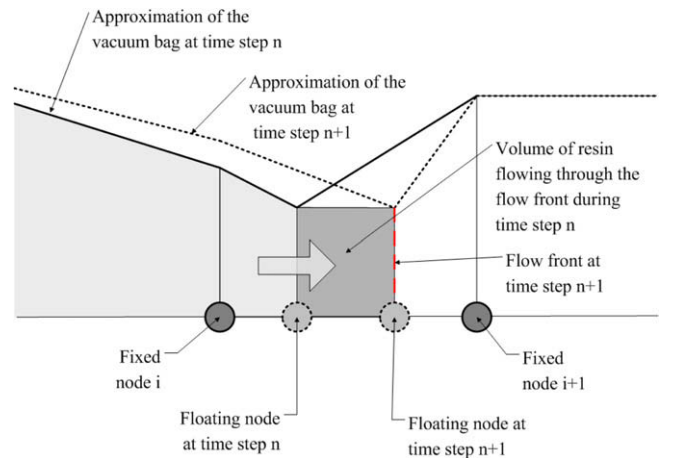 Approximation of the
vacuum bag at time step n
Approximation of the
vacuum bag at
time step n+1
Volume of resin
flowing through the
flow front during
time step n
Flow front at
time step n+1
Fixed
node i
Fixed
node i+1
Floating node
at time step n
Floating node at
time step n+1